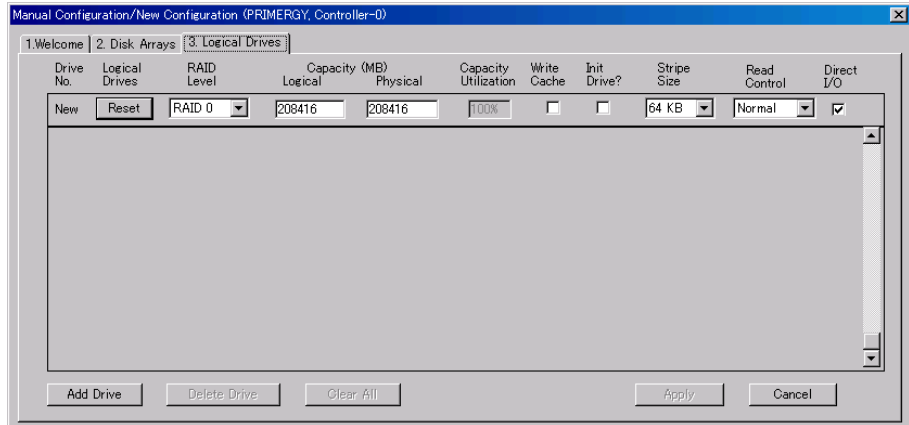 Manual Configuration/New Configuration (PRIMERGY, Controller-0)
1.Welcome 2. Disk Arrays 3. Logical Drives
Drive No. Logical Drives RAID Level Capacity (MB) Logical Physical Capacity Utilization Write Cache Init Drive? Stripe Size Read Control Direct I/O
New Reset RAID 0 208416 208416 100% 64 KB Normal
Add Drive Delete Drive Clear All Apply Cancel